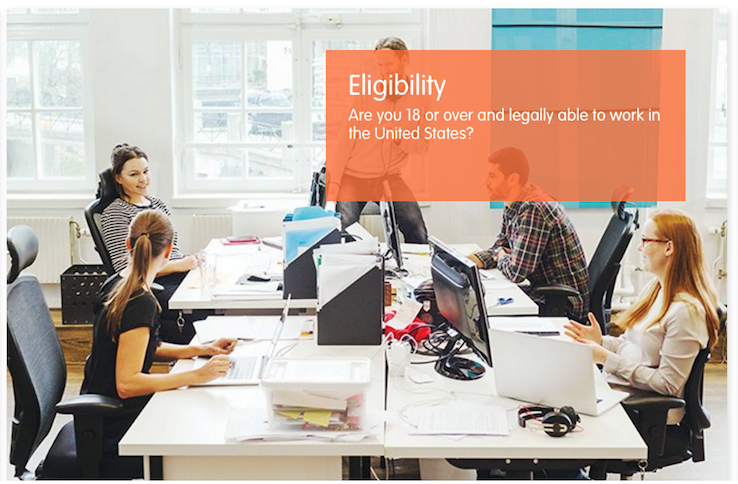 Eligibility
Are you 18 or over and legally able to work in
the United States?